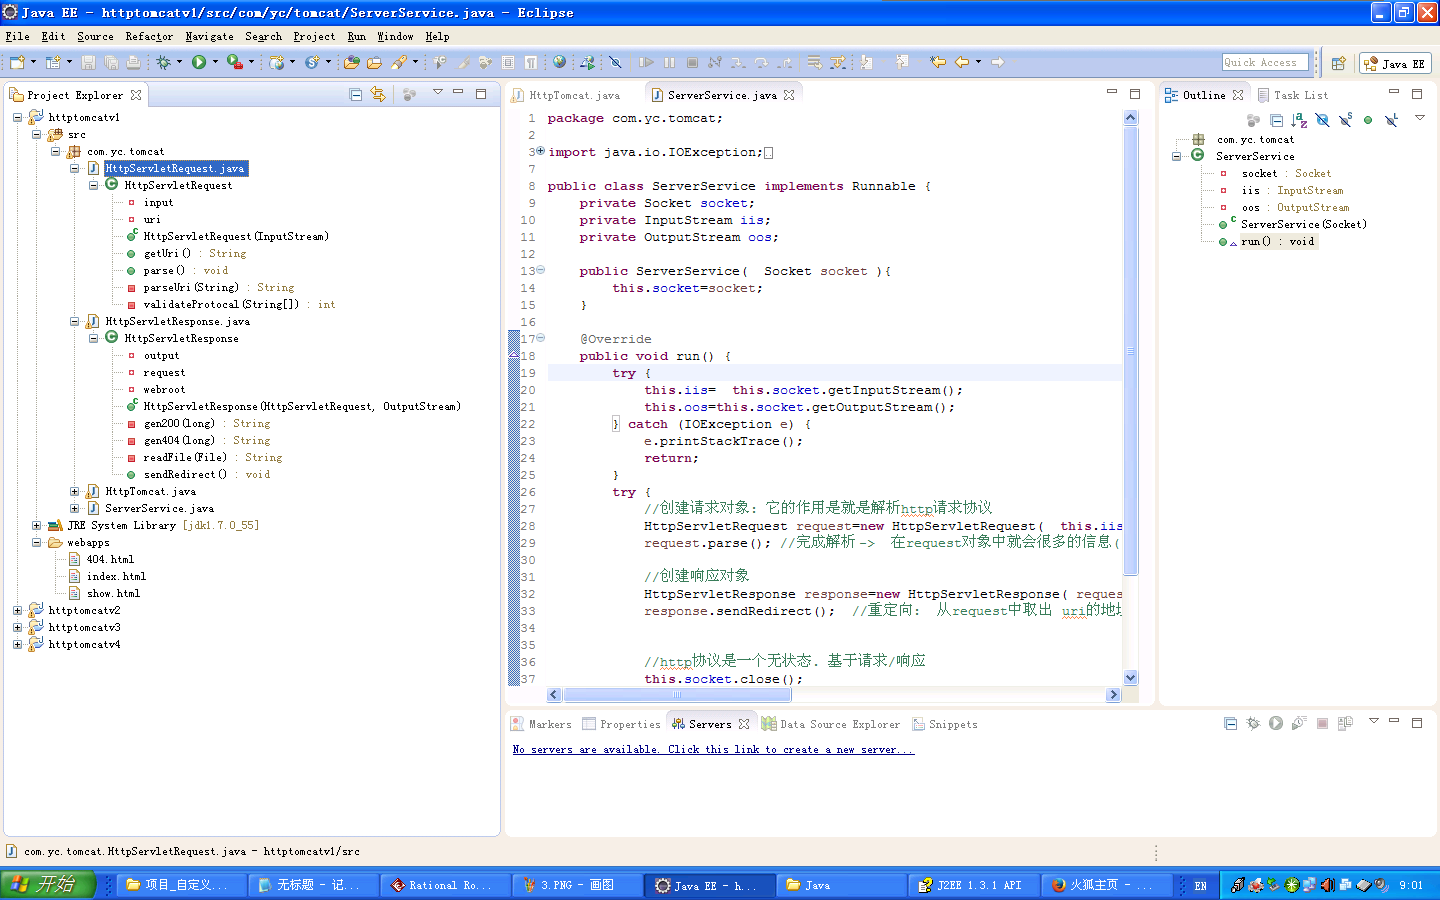 Java EE - httptomcatv1/src/com/yc/tomcat/ServerService.java - Eclipse
File Edit Source Refactor Navigate Search Project Run Window Help
Quick Access
Java EE
Project Explorer
httptomcatv1
src
com.yc.tomcat
HttpServletRequest.java
HttpServletRequest
input
uri
HttpServletRequest(InputStream)
getUri() : String
parse() : void
parseUri(String) : String
validateProtocal(String[]) : int
HttpServletResponse.java
HttpServletResponse
output
request
webroot
HttpServletResponse(HttpServletRequest, OutputStream)
gen200(long) : String
gen404(long) : String
readFile(File) : String
sendRedirect() : void
HttpTomcat.java
ServerService.java
JRE System Library [jdk1.7.0_55]
webapps
404.html
index.html
show.html
httptomcatv2
httptomcatv3
httptomcatv4
HttpTomcat.java ServerService.java
1 package com.yc.tomcat;
2
3 import java.io.IOException;
7
8 public class ServerService implements Runnable {
9 private Socket socket;
10 private InputStream iis;
11 private OutputStream oos;
12
13 public ServerService(  Socket socket ){
14 this.socket=socket;
15 }
16
17 @Override
18 public void run() {
19 try {
20 this.iis=  this.socket.getInputStream();
21 this.oos=this.socket.getOutputStream();
22 } catch (IOException e) {
23 e.printStackTrace();
24 return;
25 }
26 try {
27 //创建请求对象: 它的作用是就是解析http请求协议
28 HttpServletRequest request=new HttpServletRequest(  this.iis
29 request.parse(); //完成解析 ->  在request对象中就会很多的信息(
30
31 //创建响应对象
32 HttpServletResponse response=new HttpServletResponse( reques
33 response.sendRedirect();  //重定向:  从request中取出 uri的地址
34
35
36 //http协议是一个无状态. 基于请求/响应
37 this.socket.close();
Outline Task List
com.yc.tomcat
ServerService
socket : Socket
iis : InputStream
oos : OutputStream
ServerService(Socket)
run() : void
Markers Properties Servers Data Source Explorer Snippets
No servers are available. Click this link to create a new server...
com.yc.tomcat.HttpServletRequest.java - httptomcatv1/src
开始 项目_自定义... 无标题 - 记... Rational Ro... 3.PNG - 画图 Java EE - h... Java J2EE 1.3.1 API 火狐主页 - ... EN 9:01